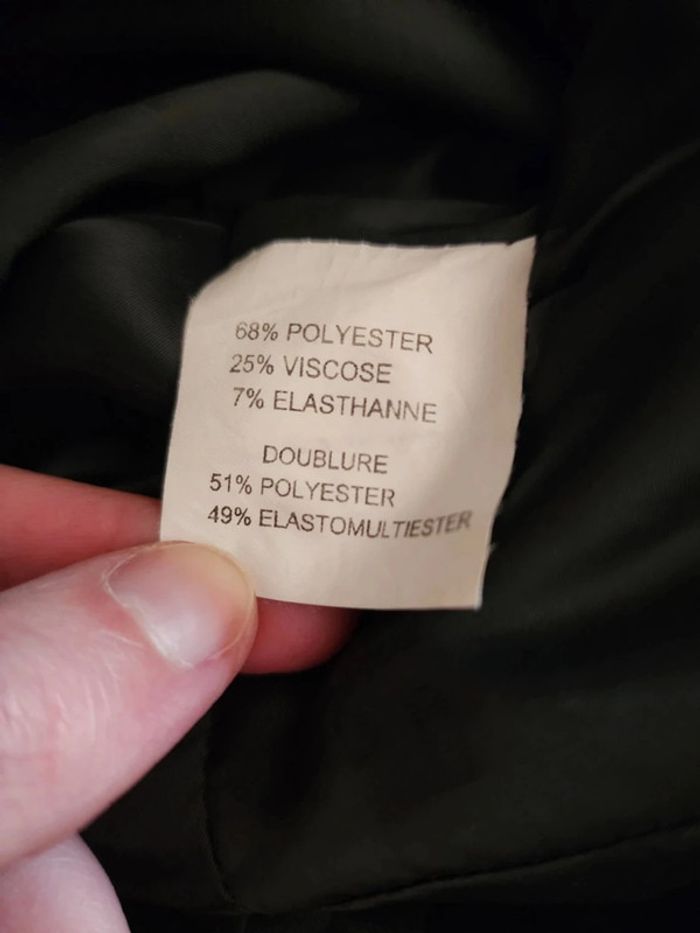 68% POLYESTER
25% VISCOSE
7% ELASTHANNE
DOUBLURE
51% POLYESTER
49% ELASTOMULTIESTER